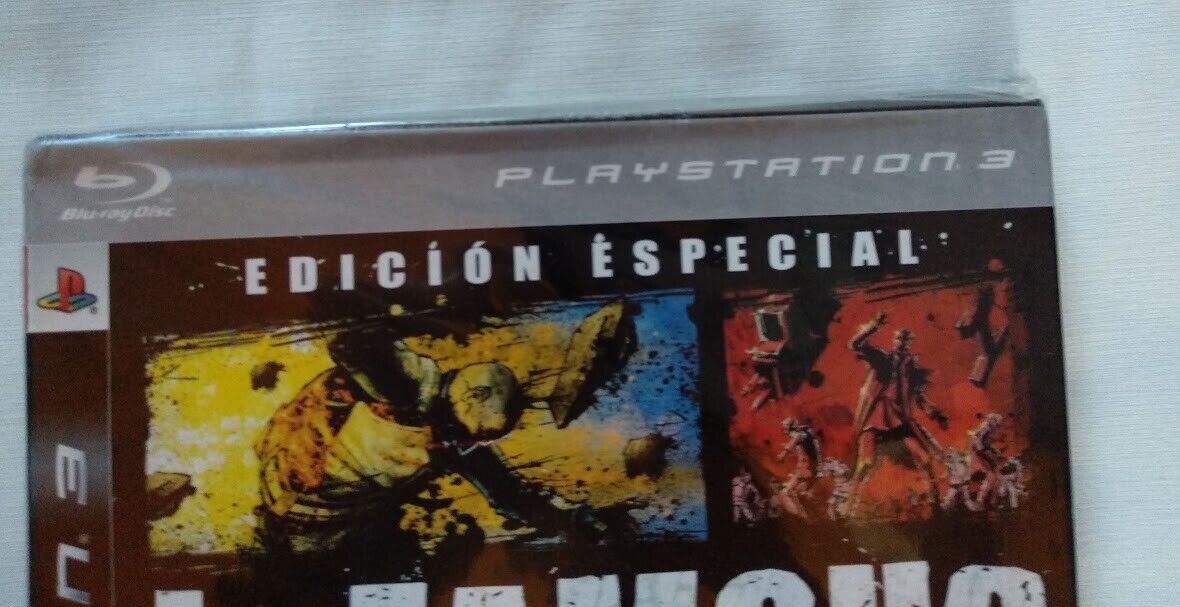 Blu-ray Disc
PLAYSTATION 3
EDICIÓN ESPECIAL